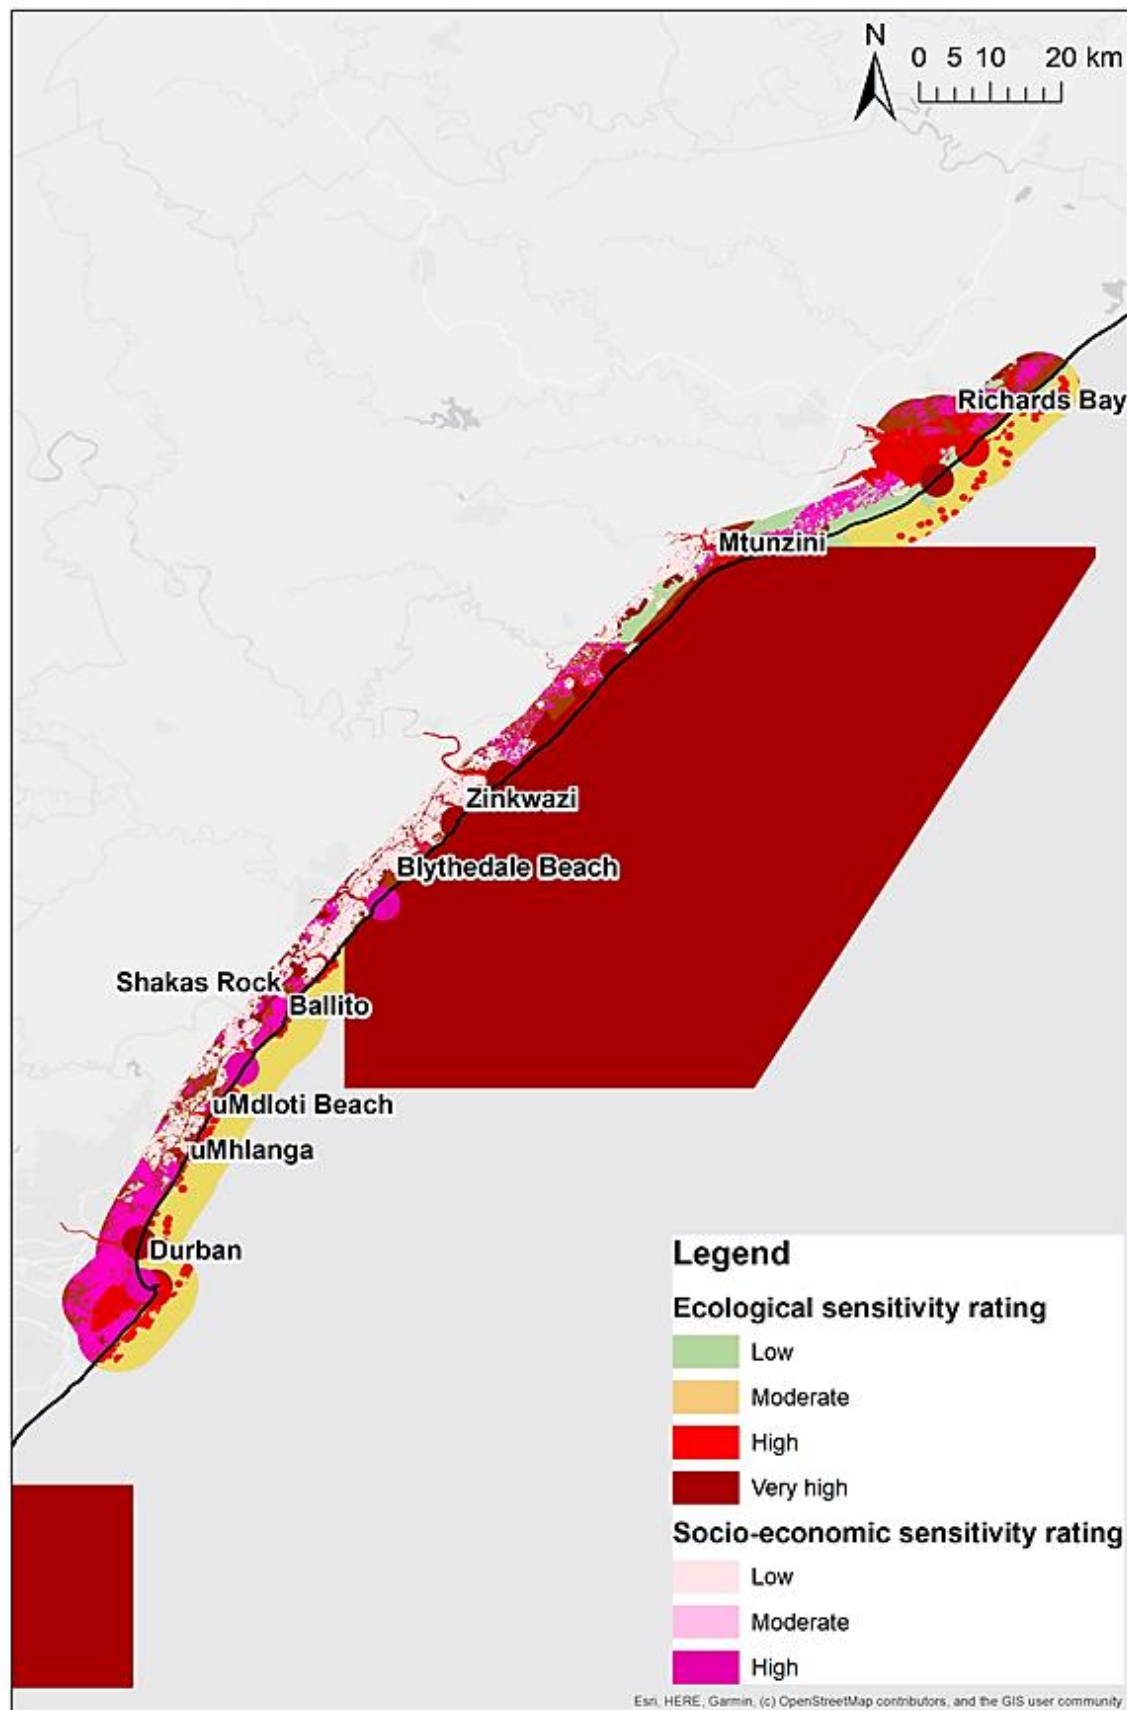 N
0 5 10 20 km
Richards Bay
Mtunzini
Zinkwazi
Blythedale Beach
Shakas Rock
Ballito
uMdloti Beach
uMhlanga
Durban
Legend
Ecological sensitivity rating
Low
Moderate
High
Very high
Socio-economic sensitivity rating
Low
Moderate
High
Esri, HERE, Garmin, (c) OpenStreetMap contributors, and the GIS user community